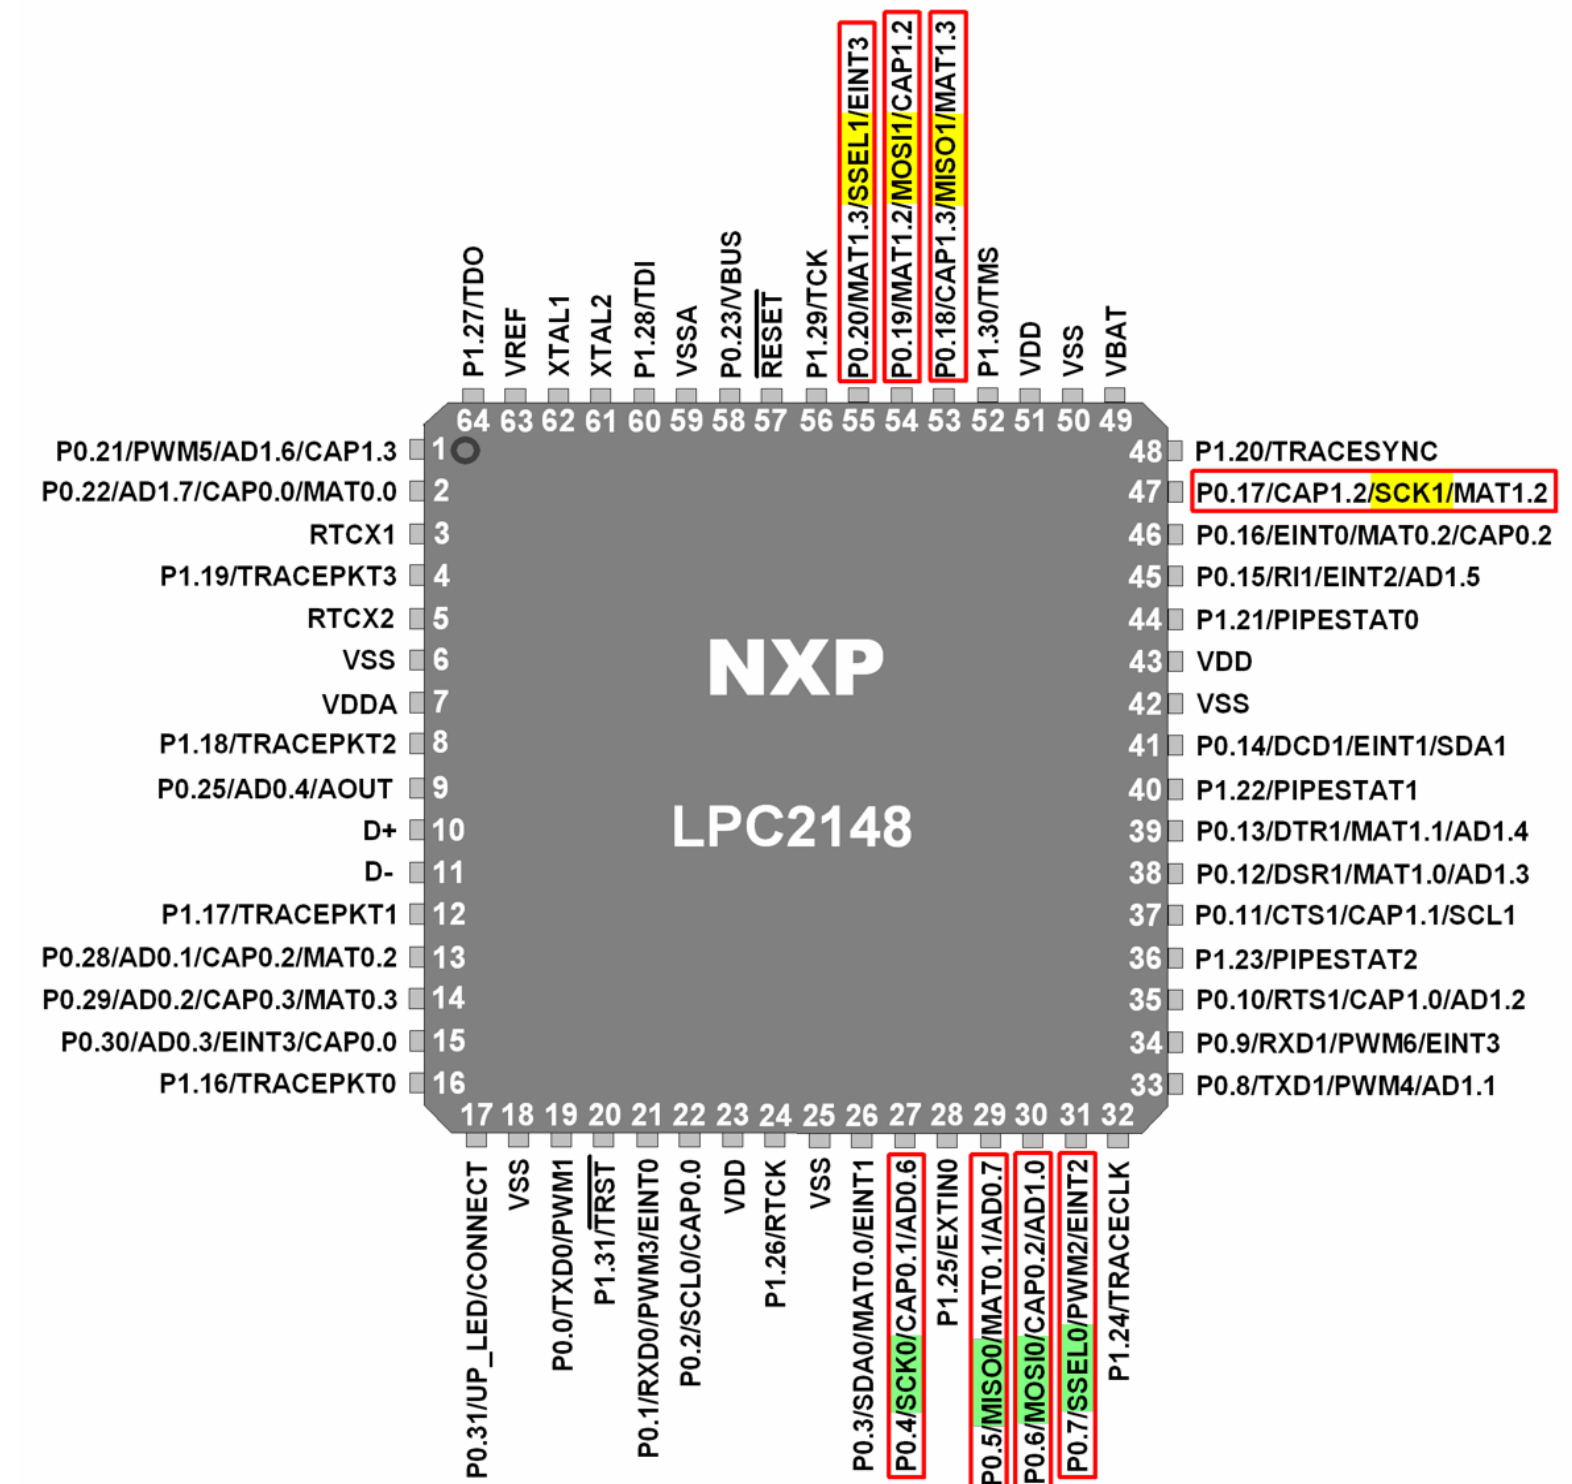 P1.27/TDO
VREF
XTAL1
XTAL2
P1.28/TDI
VSSA
P0.23/VBUS
RESET
P1.29/TCK
P0.20/MAT1.3/SSEL1/EINT3
P0.19/MAT1.2/MOSI1/CAP1.2
P0.18/CAP1.3/MISO1/MAT1.3
P1.30/TMS
VDD
VSS
VBAT
64 63 62 61 60 59 58 57 56 55 54 53 52 51 50 49
P0.21/PWM5/AD1.6/CAP1.3 1
P0.22/AD1.7/CAP0.0/MAT0.0 2
RTCX1 3
P1.19/TRACEPKT3 4
RTCX2 5
VSS 6
VDDA 7
P1.18/TRACEPKT2 8
P0.25/AD0.4/AOUT 9
D+ 10
D- 11
P1.17/TRACEPKT1 12
P0.28/AD0.1/CAP0.2/MAT0.2 13
P0.29/AD0.2/CAP0.3/MAT0.3 14
P0.30/AD0.3/EINT3/CAP0.0 15
P1.16/TRACEPKT0 16
NXP
LPC2148
48 P1.20/TRACESYNC
47 P0.17/CAP1.2/SCK1/MAT1.2
46 P0.16/EINT0/MAT0.2/CAP0.2
45 P0.15/RI1/EINT2/AD1.5
44 P1.21/PIPESTAT0
43 VDD
42 VSS
41 P0.14/DCD1/EINT1/SDA1
40 P1.22/PIPESTAT1
39 P0.13/DTR1/MAT1.1/AD1.4
38 P0.12/DSR1/MAT1.0/AD1.3
37 P0.11/CTS1/CAP1.1/SCL1
36 P1.23/PIPESTAT2
35 P0.10/RTS1/CAP1.0/AD1.2
34 P0.9/RXD1/PWM6/EINT3
33 P0.8/TXD1/PWM4/AD1.1
17 18 19 20 21 22 23 24 25 26 27 28 29 30 31 32
P0.31/UP_LED/CONNECT
VSS
P0.0/TXD0/PWM1
P1.31/TRST
P0.1/RXD0/PWM3/EINT0
P0.2/SCL0/CAP0.0
VDD
P1.26/RTCK
VSS
P0.3/SDA0/MAT0.0/EINT1
P0.4/SCK0/CAP0.1/AD0.6
P1.25/EXTIN0
P0.5/MISO0/MAT0.1/AD0.7
P0.6/MOSI0/CAP0.2/AD1.0
P0.7/SSEL0/PWM2/EINT2
P1.24/TRACECLK